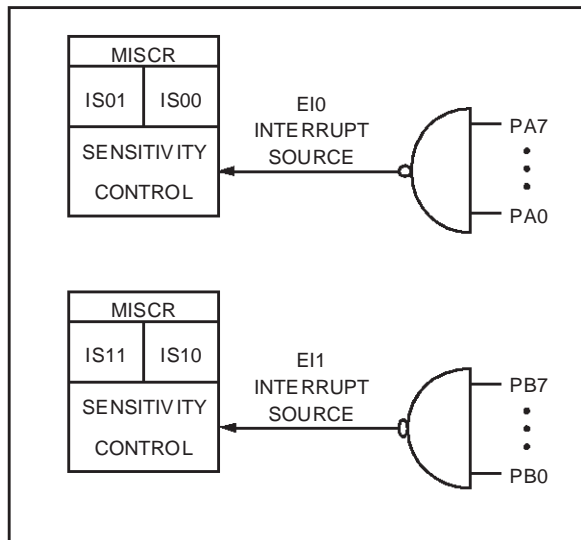 MISCR
IS01 IS00
SENSITIVITY
CONTROL
EI0
INTERRUPT
SOURCE
PA7
PA0
MISCR
IS11 IS10
SENSITIVITY
CONTROL
EI1
INTERRUPT
SOURCE
PB7
PB0